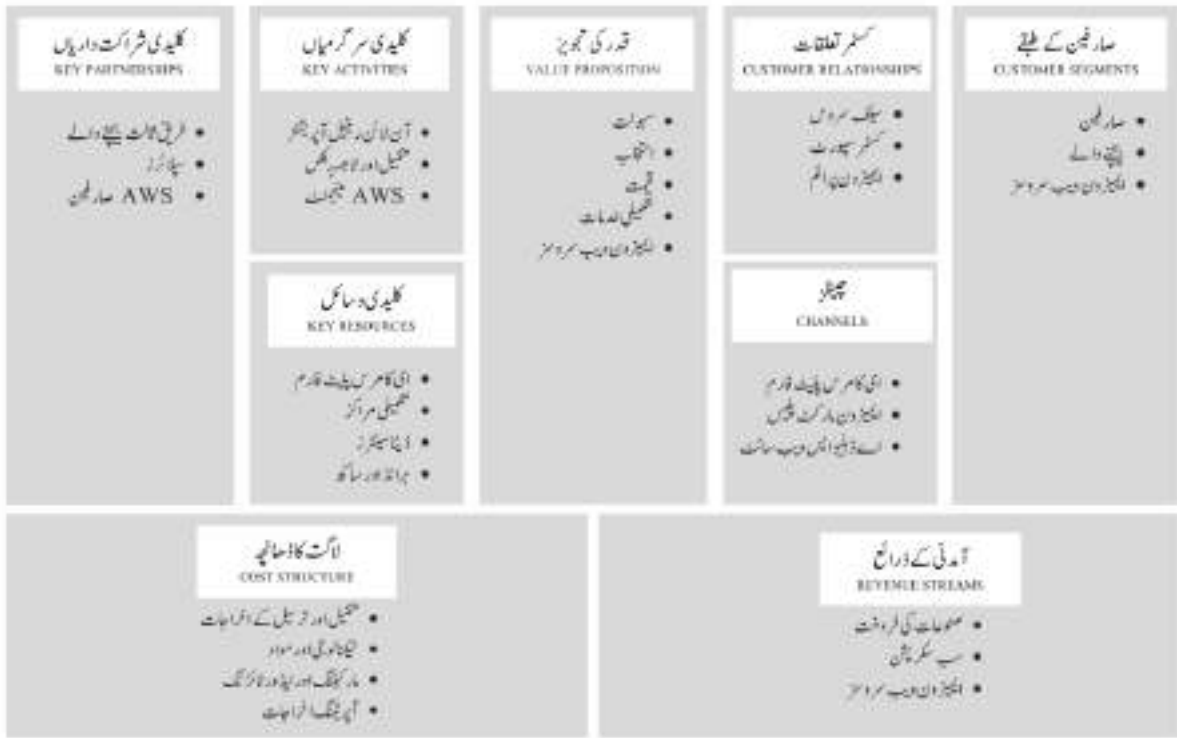 کلیدی شراکت داریاں
KEY PARTNERSHIPS
• فریق ثالث بیچنے والے
• سپلائرز
• AWS صارفین
کلیدی سرگرمیاں
KEY ACTIVITIES
• آن لائن ریٹیل آپریشنز
• تکمیل اور لاجسٹکس
• AWS مینجمنٹ
کلیدی وسائل
KEY RESOURCES
• ای کامرس پلیٹ فارم
• تکمیلی مراکز
• ڈیٹا سینٹرز
• برانڈ اور ساکھ
قدر کی تجویز
VALUE PROPOSITION
• سہولت
• انتخاب
• قیمت
• تکمیلی خدمات
• ایمیزون ویب سروسز
کسٹمر تعلقات
CUSTOMER RELATIONSHIPS
• سیلف سروس
• کسٹمر سپورٹ
• ایمیزون پرائم
چینلز
CHANNELS
• ای کامرس پلیٹ فارم
• ایمیزون مارکٹ پلیس
• اے ڈبلیو ایس ویب سائٹ
صارفین کے طبقے
CUSTOMER SEGMENTS
• صارفین
• بیچنے والے
• ایمیزون ویب سروسز
لاگت کا ڈھانچہ
COST STRUCTURE
• تکمیل اور ترسیل کے اخراجات
• ٹیکنالوجی اور مواد
• مارکیٹنگ اور ایڈورٹائزنگ
• آپریٹنگ اخراجات
آمدنی کے ذرائع
REVENUE STREAMS
• مصنوعات کی فروخت
• سب سکرپشن
• ایمیزون ویب سروسز